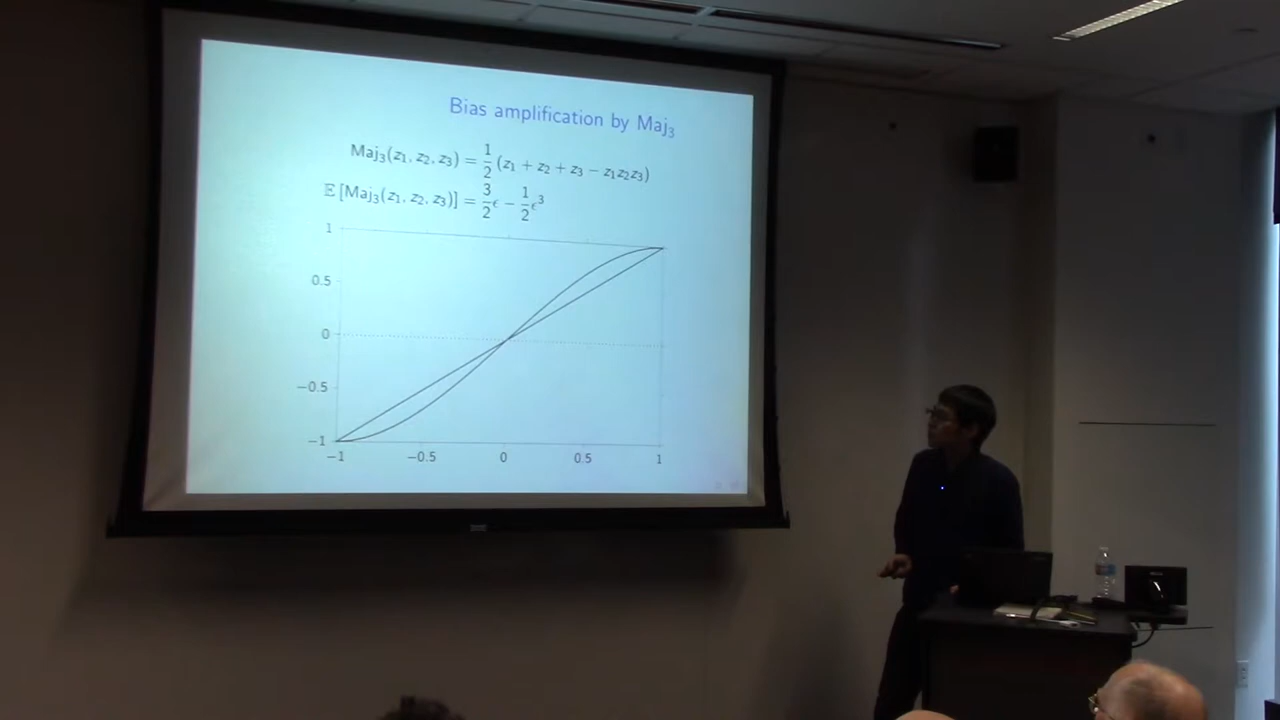 Bias amplification by Maj₃
Maj₃(z₁, z₂, z₃) = 1/2 (z₁ + z₂ + z₃ − z₁z₂z₃)
𝔼 [Maj₃(z₁, z₂, z₃)] = 3/2 ϵ − 1/2 ϵ³
1
0.5
0
−0.5
−1
−1 −0.5 0 0.5 1